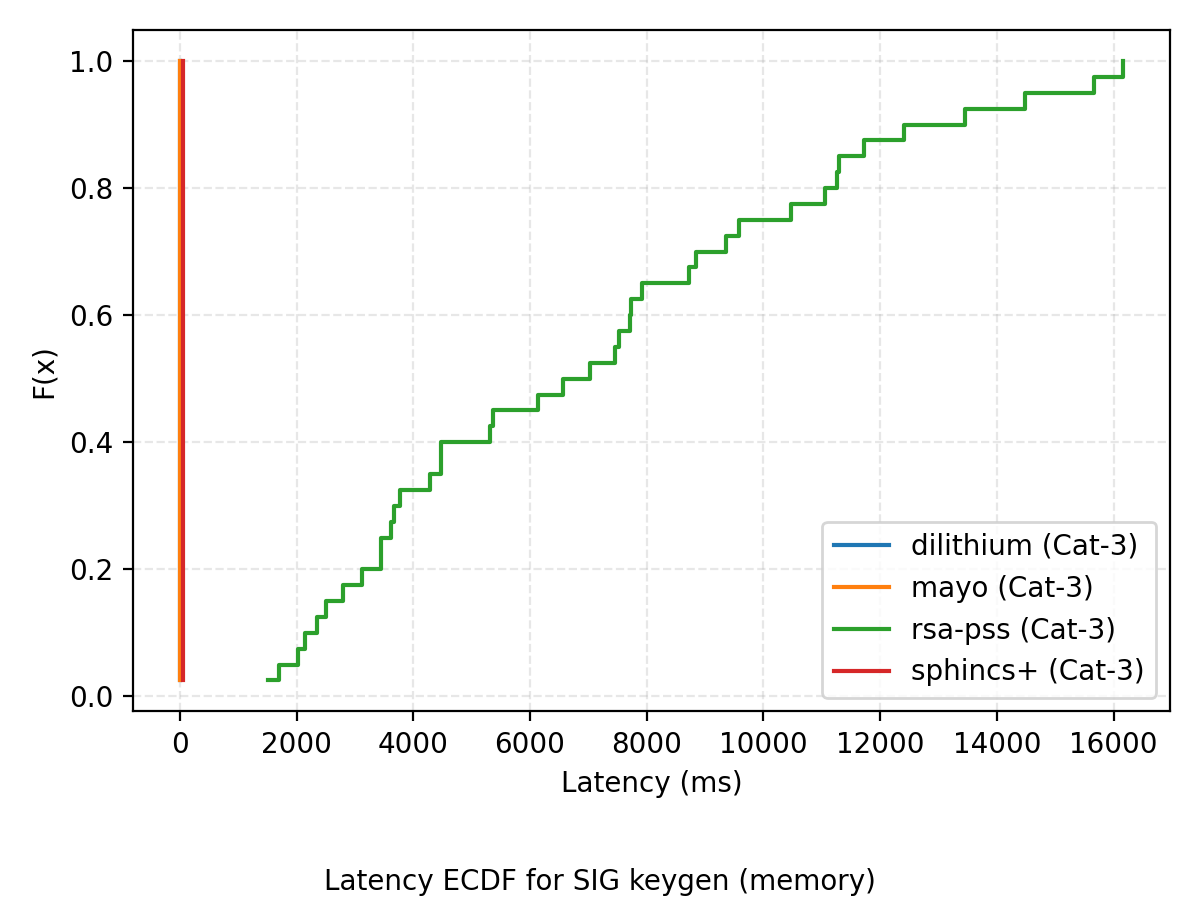 1.0
0.8
0.6
0.4
0.2
0.0
F(x)
dilithium (Cat-3)
mayo (Cat-3)
rsa-pss (Cat-3)
sphincs+ (Cat-3)
0 2000 4000 6000 8000 10000 12000 14000 16000
Latency (ms)
Latency ECDF for SIG keygen (memory)